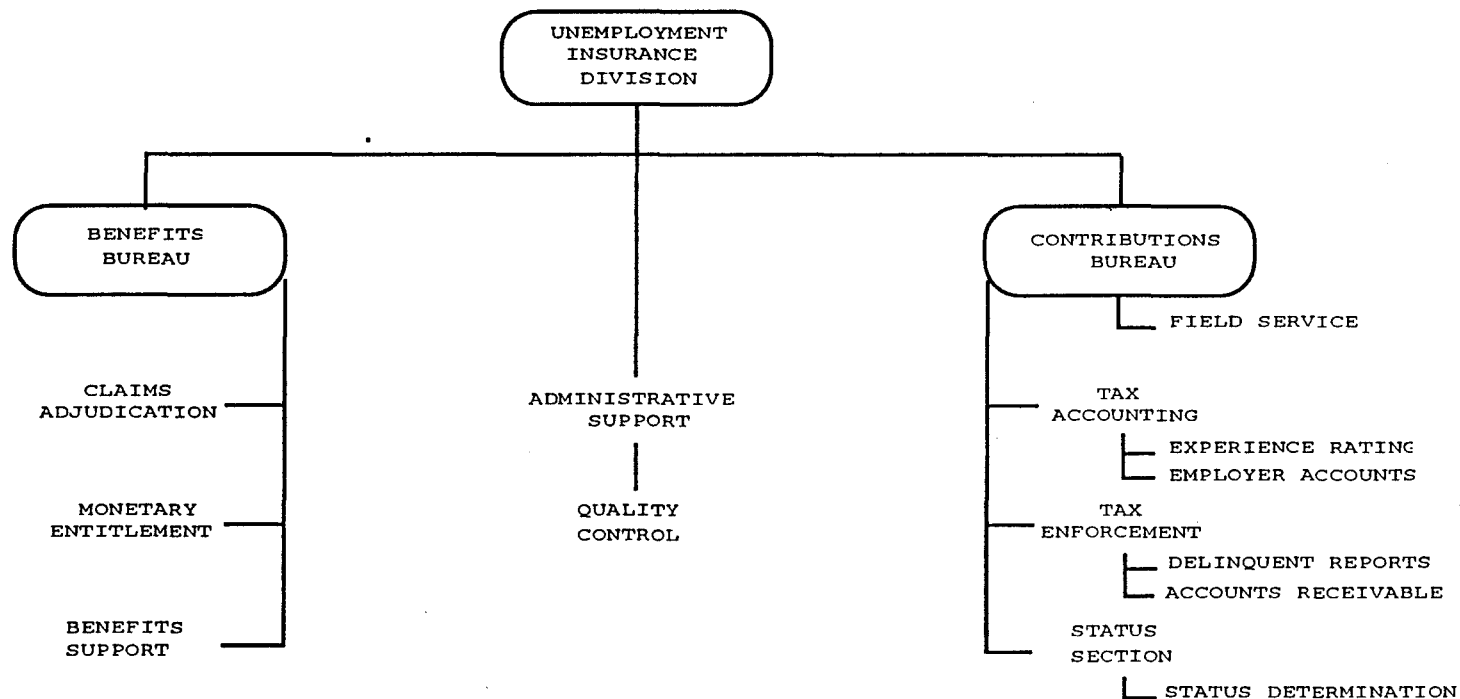 UNEMPLOYMENT
INSURANCE
DIVISION
BENEFITS
BUREAU
CLAIMS
ADJUDICATION
MONETARY
ENTITLEMENT
BENEFITS
SUPPORT
ADMINISTRATIVE
SUPPORT
QUALITY
CONTROL
CONTRIBUTIONS
BUREAU
FIELD SERVICE
TAX
ACCOUNTING
EXPERIENCE RATING
EMPLOYER ACCOUNTS
TAX
ENFORCEMENT
DELINQUENT REPORTS
ACCOUNTS RECEIVABLE
STATUS
SECTION
STATUS DETERMINATION